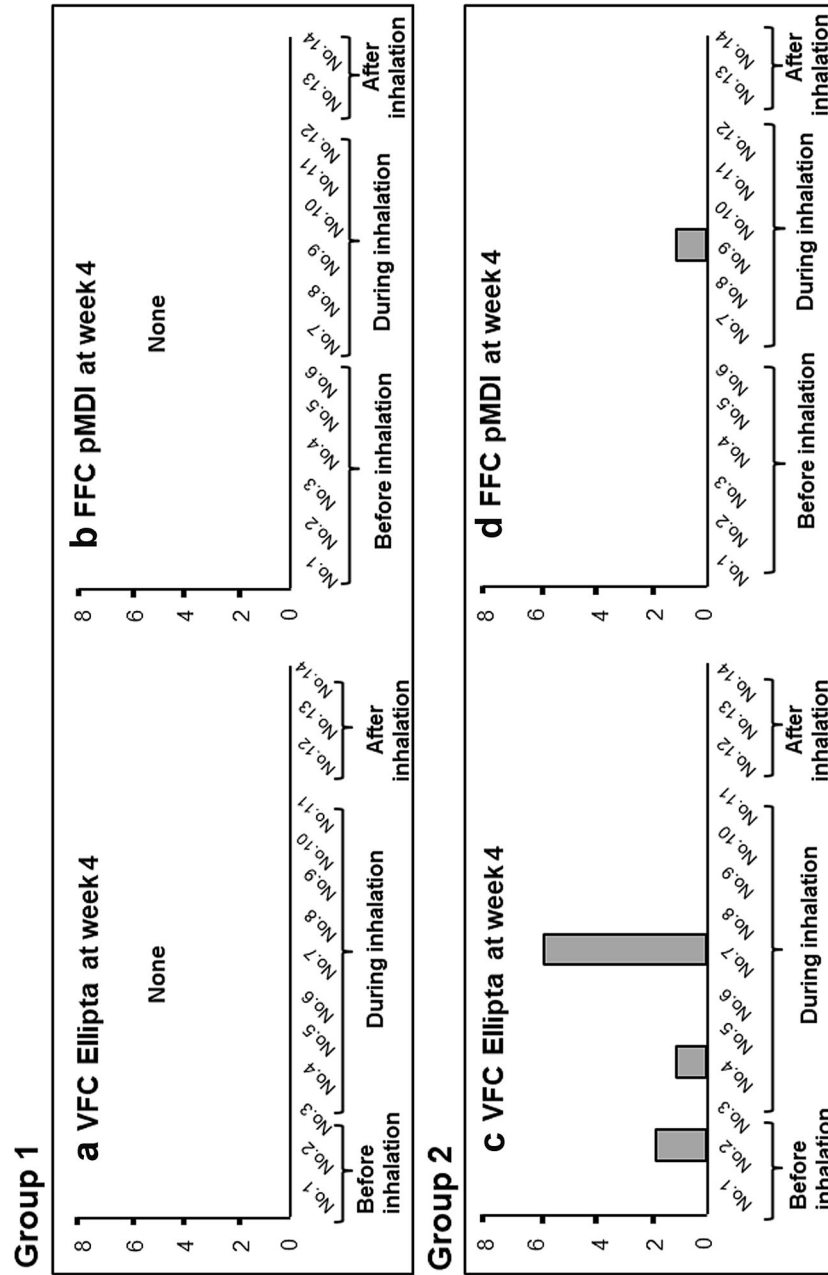 Group 1
a VFC Ellipta at week 4
8
6
4
2
0
None
No.1 No.2 No.3 No.4 No.5 No.6 No.7 No.8 No.9 No.10 No.11 No.12 No.13 No.14
Before inhalation
During inhalation
After inhalation
b FFC pMDI at week 4
8
6
4
2
0
None
No.1 No.2 No.3 No.4 No.5 No.6 No.7 No.8 No.9 No.10 No.11 No.12 No.13 No.14
Before inhalation
During inhalation
After inhalation
Group 2
c VFC Ellipta at week 4
8
6
4
2
0
No.1 No.2 No.3 No.4 No.5 No.6 No.7 No.8 No.9 No.10 No.11 No.12 No.13 No.14
Before inhalation
During inhalation
After inhalation
d FFC pMDI at week 4
8
6
4
2
0
No.1 No.2 No.3 No.4 No.5 No.6 No.7 No.8 No.9 No.10 No.11 No.12 No.13 No.14
Before inhalation
During inhalation
After inhalation